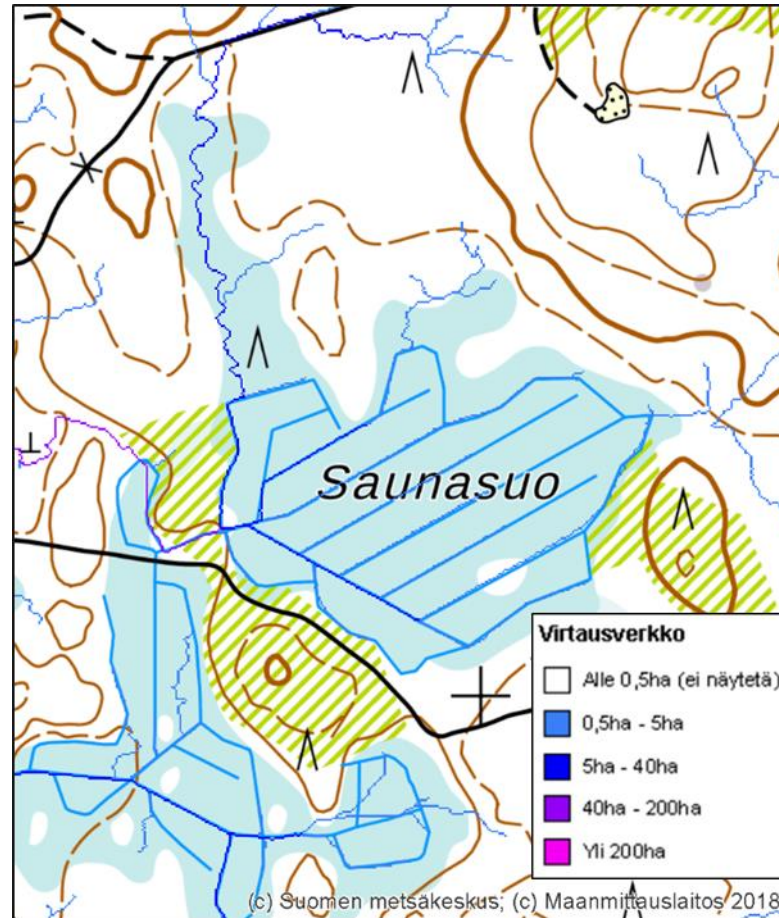 Saunasuo
Virtausverkko
Alle 0,5ha (ei näytetä)
0,5ha - 5ha
5ha - 40ha
40ha - 200ha
Yli 200ha
(c) Suomen metsäkeskus; (c) Maanmittauslaitos 2018